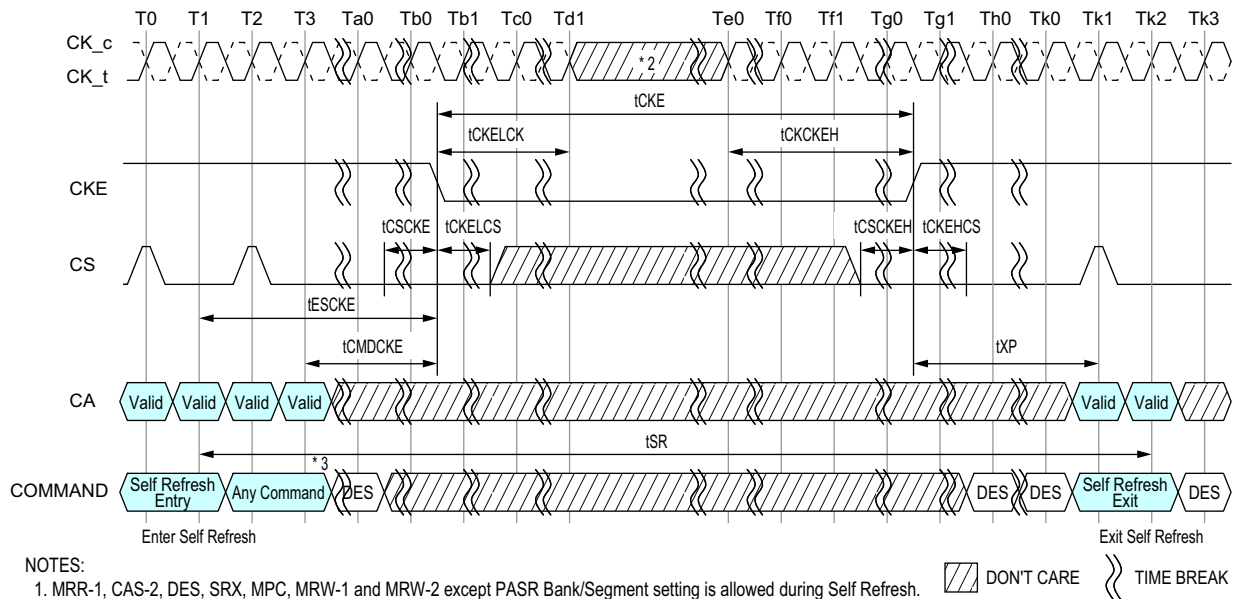 T0 T1 T2 T3 Ta0 Tb0 Tb1 Tc0 Td1 Te0 Tf0 Tf1 Tg0 Tg1 Th0 Tk0 Tk1 Tk2 Tk3
CK_c
CK_t
* 2
tCKE
tCKELCK tCKCKEH
CKE
tCSCKE tCKELCS tCSCKEH tCKEHCS
CS
tESCKE
tCMDCKE tXP
CA Valid Valid Valid Valid Valid Valid
tSR
* 3
COMMAND Self Refresh Entry Any Command DES DES DES Self Refresh Exit DES
Enter Self Refresh Exit Self Refresh
NOTES:
1. MRR-1, CAS-2, DES, SRX, MPC, MRW-1 and MRW-2 except PASR Bank/Segment setting is allowed during Self Refresh.
DON'T CARE TIME BREAK